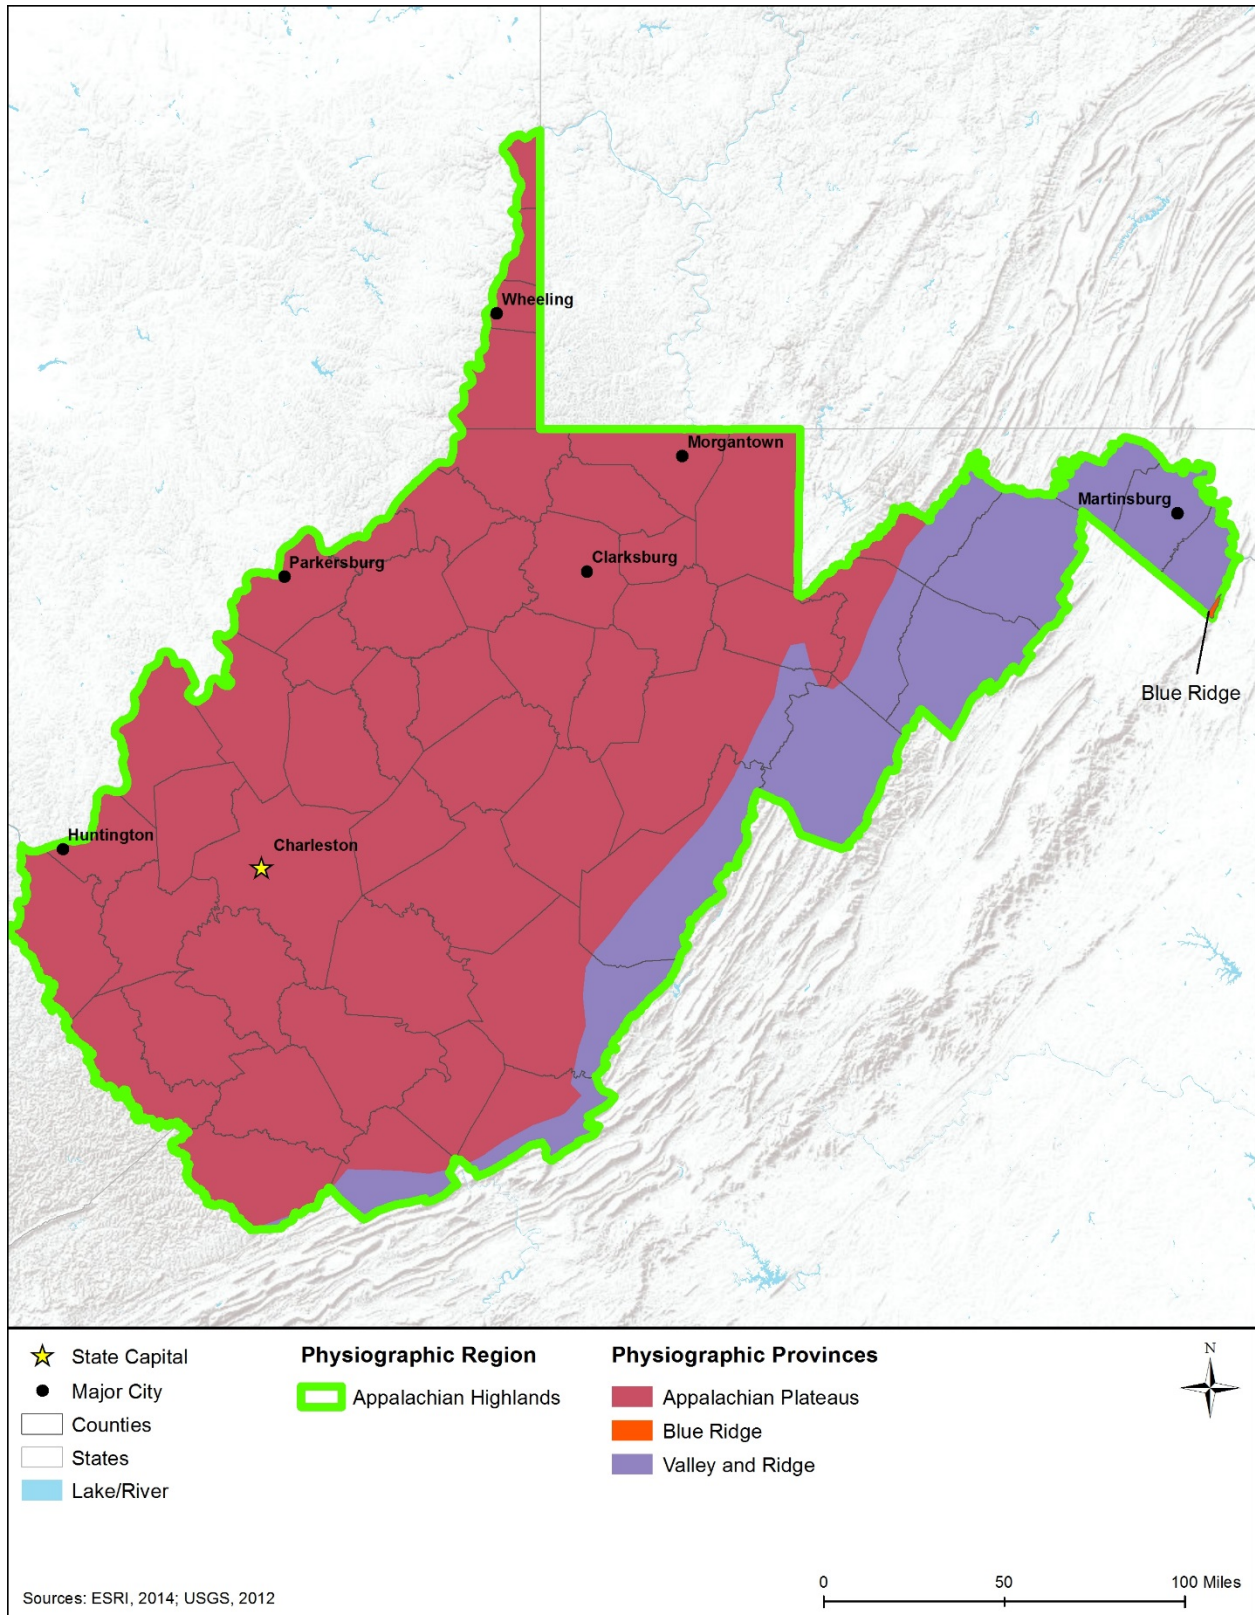 Wheeling
Morgantown
Martinsburg
Clarksburg
Parkersburg
Blue Ridge
Huntington
Charleston
State Capital
Major City
Counties
States
Lake/River
Physiographic Region
Appalachian Highlands
Physiographic Provinces
Appalachian Plateaus
Blue Ridge
Valley and Ridge
N
Sources: ESRI, 2014; USGS, 2012
0 50 100 Miles